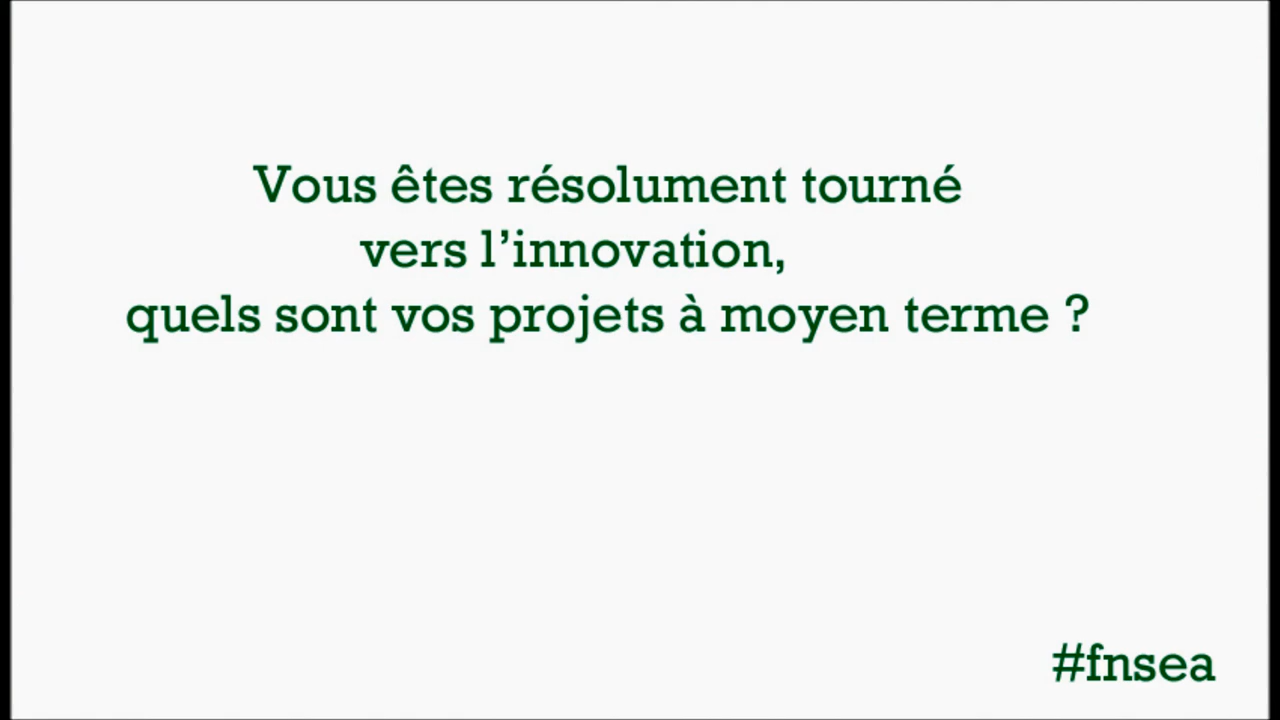 Vous êtes résolument tourné
vers l’innovation,
quels sont vos projets à moyen terme ?
#fnsea